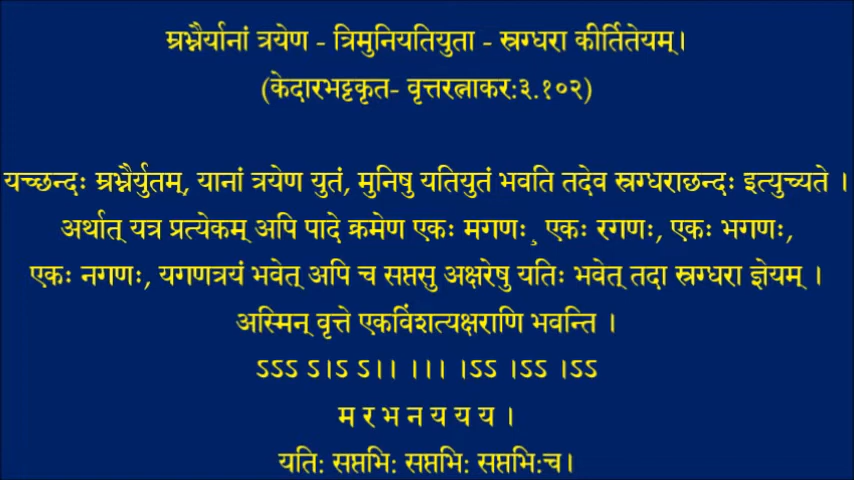 म्रभ्नैर्यानां त्रयेण - त्रिमुनियतियुता - स्रग्धरा कीर्तितेयम्।
(केदारभट्टकृत- वृत्तरत्नाकर:३.१०२)
यच्छन्दः म्रभ्नैर्युतम्, यानां त्रयेण युतं, मुनिषु यतियुतं भवति तदेव स्रग्धराछन्दः इत्युच्यते ।
अर्थात् यत्र प्रत्येकम् अपि पादे क्रमेण एकः मगणः¸ एकः रगणः, एकः भगणः,
एकः नगणः, यगणत्रयं भवेत् अपि च सप्तसु अक्षरेषु यतिः भवेत् तदा स्रग्धरा ज्ञेयम् ।
अस्मिन् वृत्ते एकविंशत्यक्षराणि भवन्ति ।
ऽऽऽ ऽ।ऽ ऽ।। ।।। ।ऽऽ ।ऽऽ ।ऽऽ
म र भ न य य य ।
यति: सप्तभि: सप्तभि: सप्तभि:च।